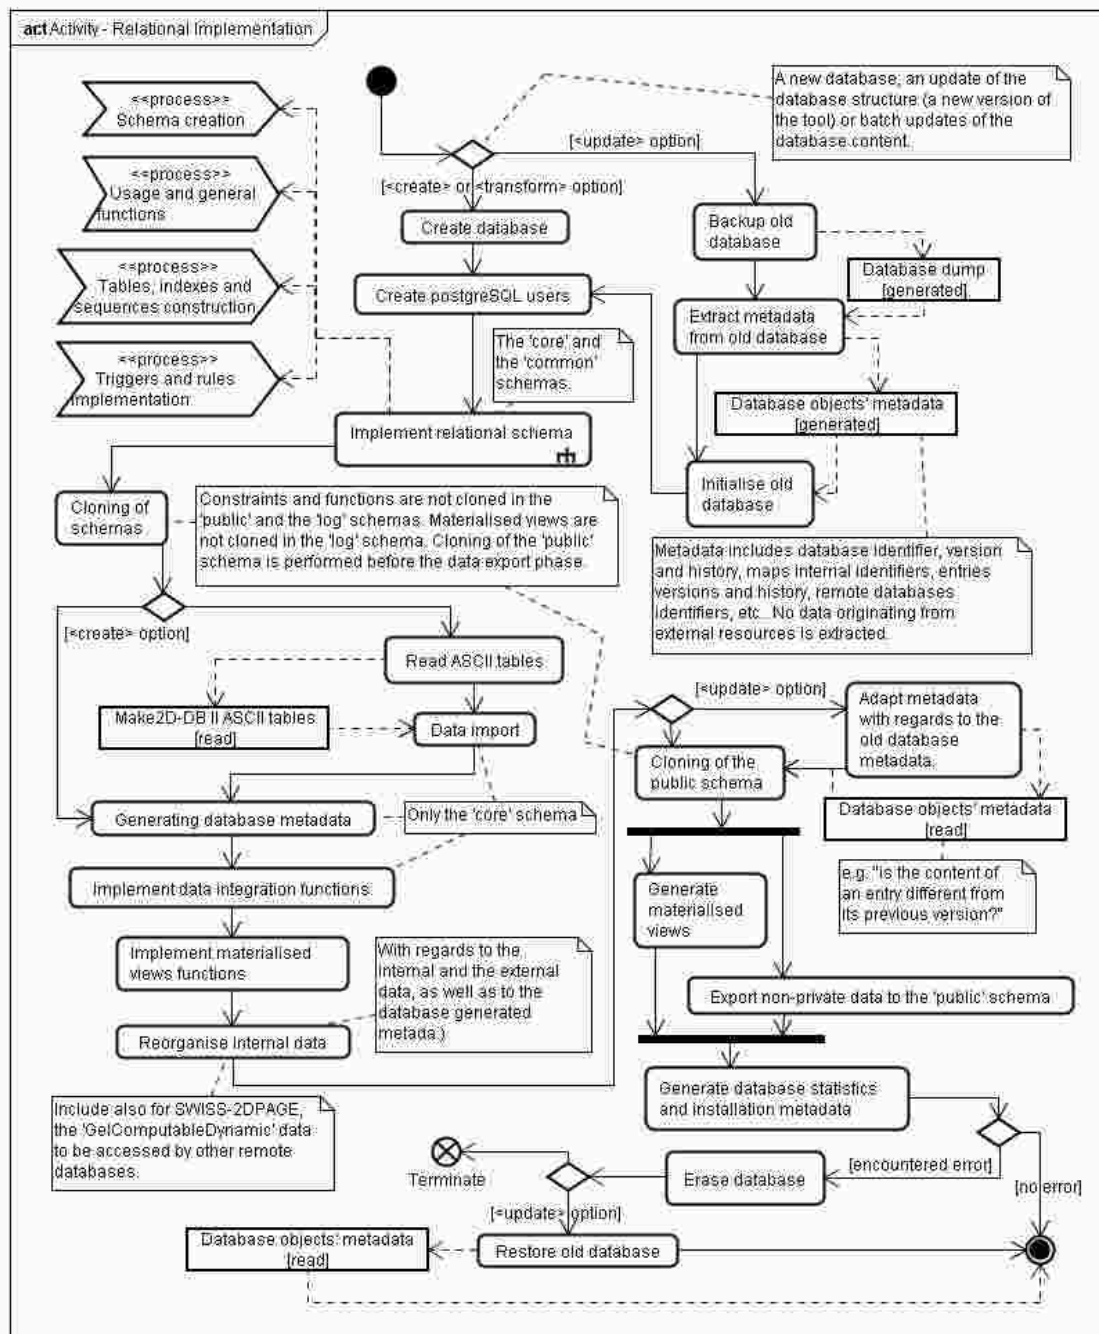 act Activity - Relational Implementation
<<process>>
Schema creation
<<process>>
Usage and general
functions
<<process>>
Tables, indexes and
sequences construction
<<process>>
Triggers and rules
implementation
A new database, an update of the
database structure (a new version of
the tool) or batch updates of the
database content.
[<update> option]
[<create> or <transform> option]
Create database
Create postgreSQL users
Backup old
database
Database dump
[generated]
Extract metadata
from old database
The 'core' and
the 'common'
schemas.
Database objects' metadata
[generated]
Implement relational schema
Initialise old
database
Cloning of
schemas
Constraints and functions are not cloned in the
'public' and the 'log' schemas. Materialised views are
not cloned in the 'log' schema. Cloning of the 'public'
schema is performed before the data export phase.
Metadata includes database identifier, version
and history, maps internal identifiers, entries
versions and history, remote databases
identifiers, etc.. No data originating from
external resources is extracted.
[<create> option]
Read ASCII tables
Make2D-DB II ASCII tables
[read]
Data import
[<update> option]
Adapt metadata
with regards to the
old database
metadata.
Cloning of the
public schema
Generating database metadata
Only the 'core' schema
Database objects' metadata
[read]
Implement data integration functions
Generate
materialised
views
e.g. "is the content of
an entry different from
its previous version?"
Implement materialised
views functions
With regards to the
internal and the external
data, as well as to the
database generated
metada.)
Export non-private data to the 'public' schema
Reorganise internal data
Generate database statistics
and installation metadata
Include also for SWISS-2DPAGE,
the 'GelComputableDynamic' data
to be accessed by other remote
databases.
Terminate
Erase database
[encountered error]
[no error]
[<update> option]
Database objects' metadata
[read]
Restore old database